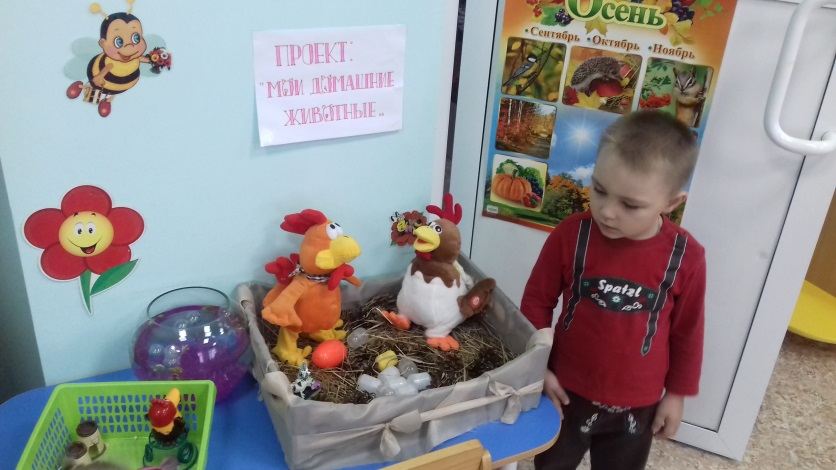 ПРОЕКТ:
"МОИ ДОМАШНИЕ
ЖИВОТНЫЕ„
Осень
•Сентябрь •Октябрь •Ноябрь
Spatzl